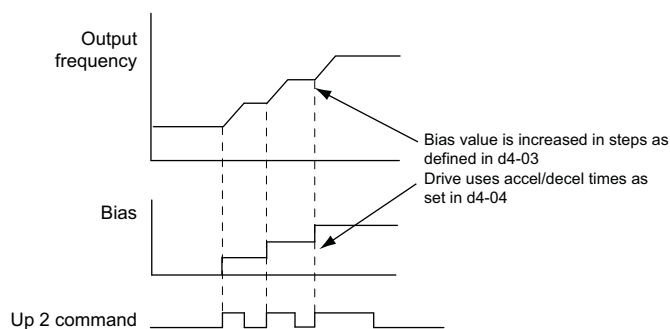 Output
frequency
Bias value is increased in steps as
defined in d4-03
Drive uses accel/decel times as
set in d4-04
Bias
Up 2 command